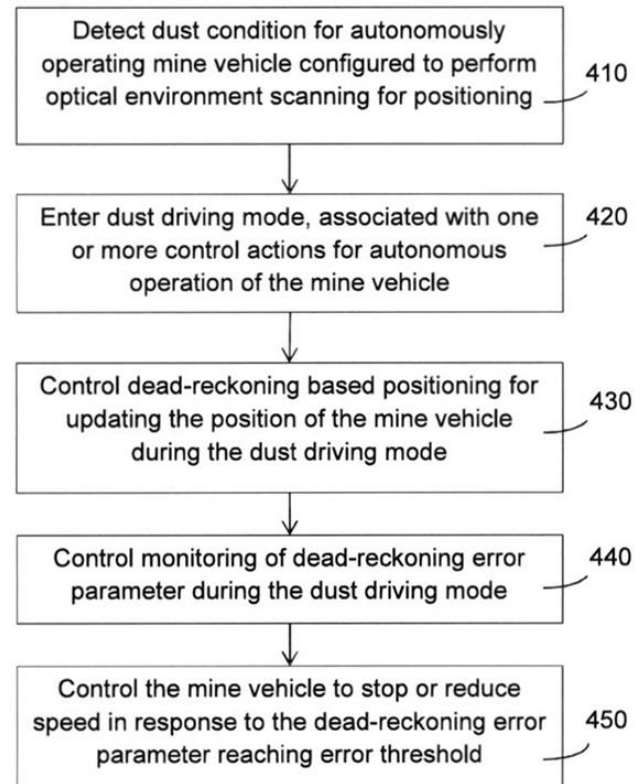 Detect dust condition for autonomously
operating mine vehicle configured to perform
optical environment scanning for positioning
410
Enter dust driving mode, associated with one
or more control actions for autonomous
operation of the mine vehicle
420
Control dead-reckoning based positioning for
updating the position of the mine vehicle
during the dust driving mode
430
Control monitoring of dead-reckoning error
parameter during the dust driving mode
440
Control the mine vehicle to stop or reduce
speed in response to the dead-reckoning error
parameter reaching error threshold
450